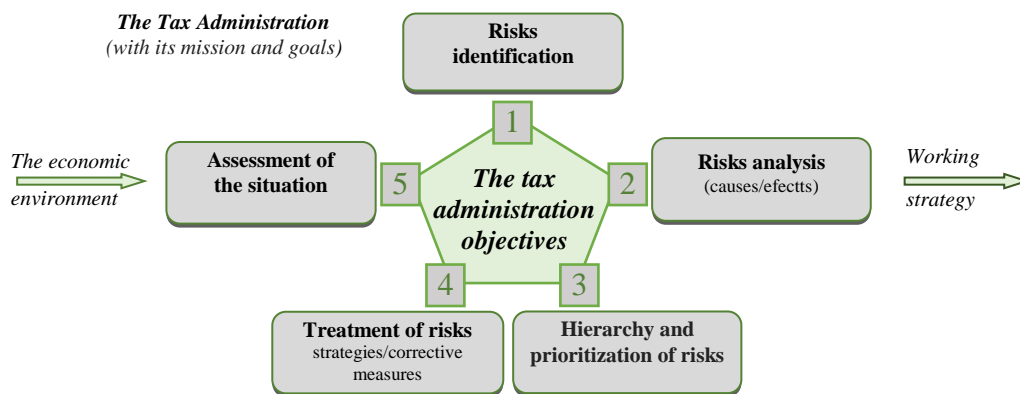 The Tax Administration
(with its mission and goals)
Risks
identification
1
The economic
environment
Assessment of
the situation
5
The tax
administration
objectives
2
Risks analysis
(causes/efectts)
Working
strategy
4
3
Treatment of risks
strategies/corrective
measures
Hierarchy and
prioritization of risks